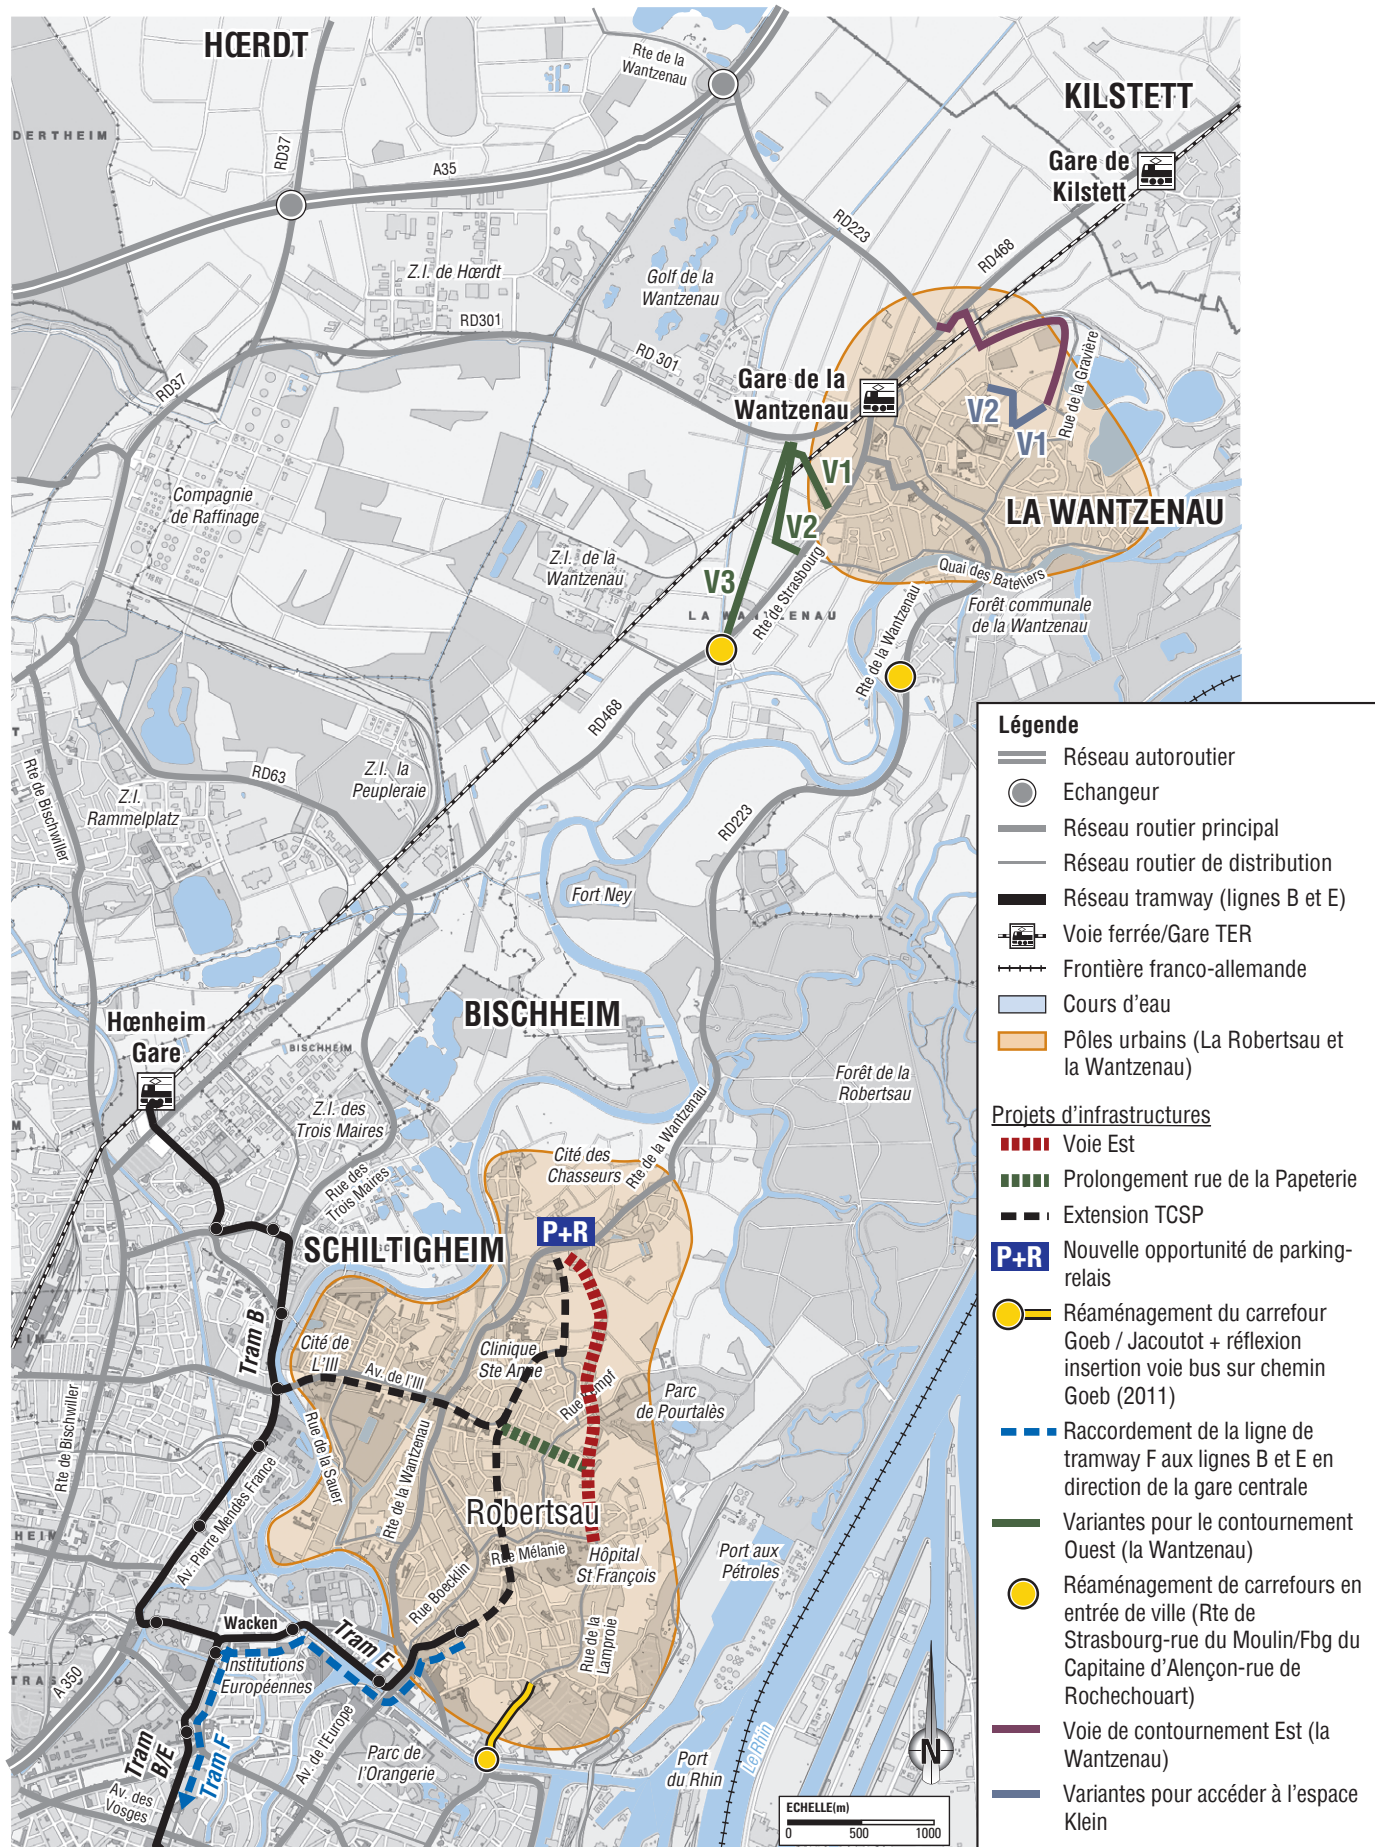 HŒRDT
Rte de la
Wantzenau
KILSTETT
DERTHEIM
RD37
A35
Gare de
Kilstett
RD223
RD468
Z.I. de Hœrdt
Golf de la
Wantzenau
RD301
RD 301
RD37
Gare de la
Wantzenau
Rue de la Gravière
V2
V1
V1
Compagnie
de Raffinage
LA WANTZENAU
V2
Z.I. de la
Wantzenau
V3
Rte de Strasbourg
Quai des Bateliers
LA WANTZENAU
Forêt communale
de la Wantzenau
Rte de la Wantzenau
RD468
Rte de Bischwiller
RD63
Z.I. la
Peupleraie
Z.I.
Rammelplatz
RD223
Fort Ney
BISCHHEIM
Hœnheim
Gare
BISCHHEIM
Forêt de la
Robertsau
Z.I. des
Trois Maires
Rue des
Trois Maires
Cité des
Chasseurs
Rte de la Wantzenau
P+R
SCHILTIGHEIM
Tram B
Cité de
L'Ill
Av. de l'Ill
Clinique
Ste Anne
Rue Kempf
Parc
de Pourtalès
Rte de Bischwiller
Rue de la Sauer
Rte de la Wantzenau
Av. Pierre Mendès France
Robertsau
HEIM
Rue Mélanie
Hôpital
St François
Port aux
Pétroles
Rue Boecklin
Wacken
Tram E
Rue de la
Lamproie
Institutions
Européennes
A 350
Av. de l'Europe
Tram
B/E
Tram F
Parc de
l'Orangerie
Av. des
Vosges
Port
du Rhin
Le Rhin
N
ECHELLE(m)
0 500 1000
Légende
Réseau autoroutier
Echangeur
Réseau routier principal
Réseau routier de distribution
Réseau tramway (lignes B et E)
Voie ferrée/Gare TER
Frontière franco-allemande
Cours d'eau
Pôles urbains (La Robertsau et
la Wantzenau)
Projets d'infrastructures
Voie Est
Prolongement rue de la Papeterie
Extension TCSP
P+R
Nouvelle opportunité de parking-
relais
Réaménagement du carrefour
Goeb / Jacoutot + réflexion
insertion voie bus sur chemin
Goeb (2011)
Raccordement de la ligne de
tramway F aux lignes B et E en
direction de la gare centrale
Variantes pour le contournement
Ouest (la Wantzenau)
Réaménagement de carrefours en
entrée de ville (Rte de
Strasbourg-rue du Moulin/Fbg du
Capitaine d'Alençon-rue de
Rochechouart)
Voie de contournement Est (la
Wantzenau)
Variantes pour accéder à l'espace
Klein